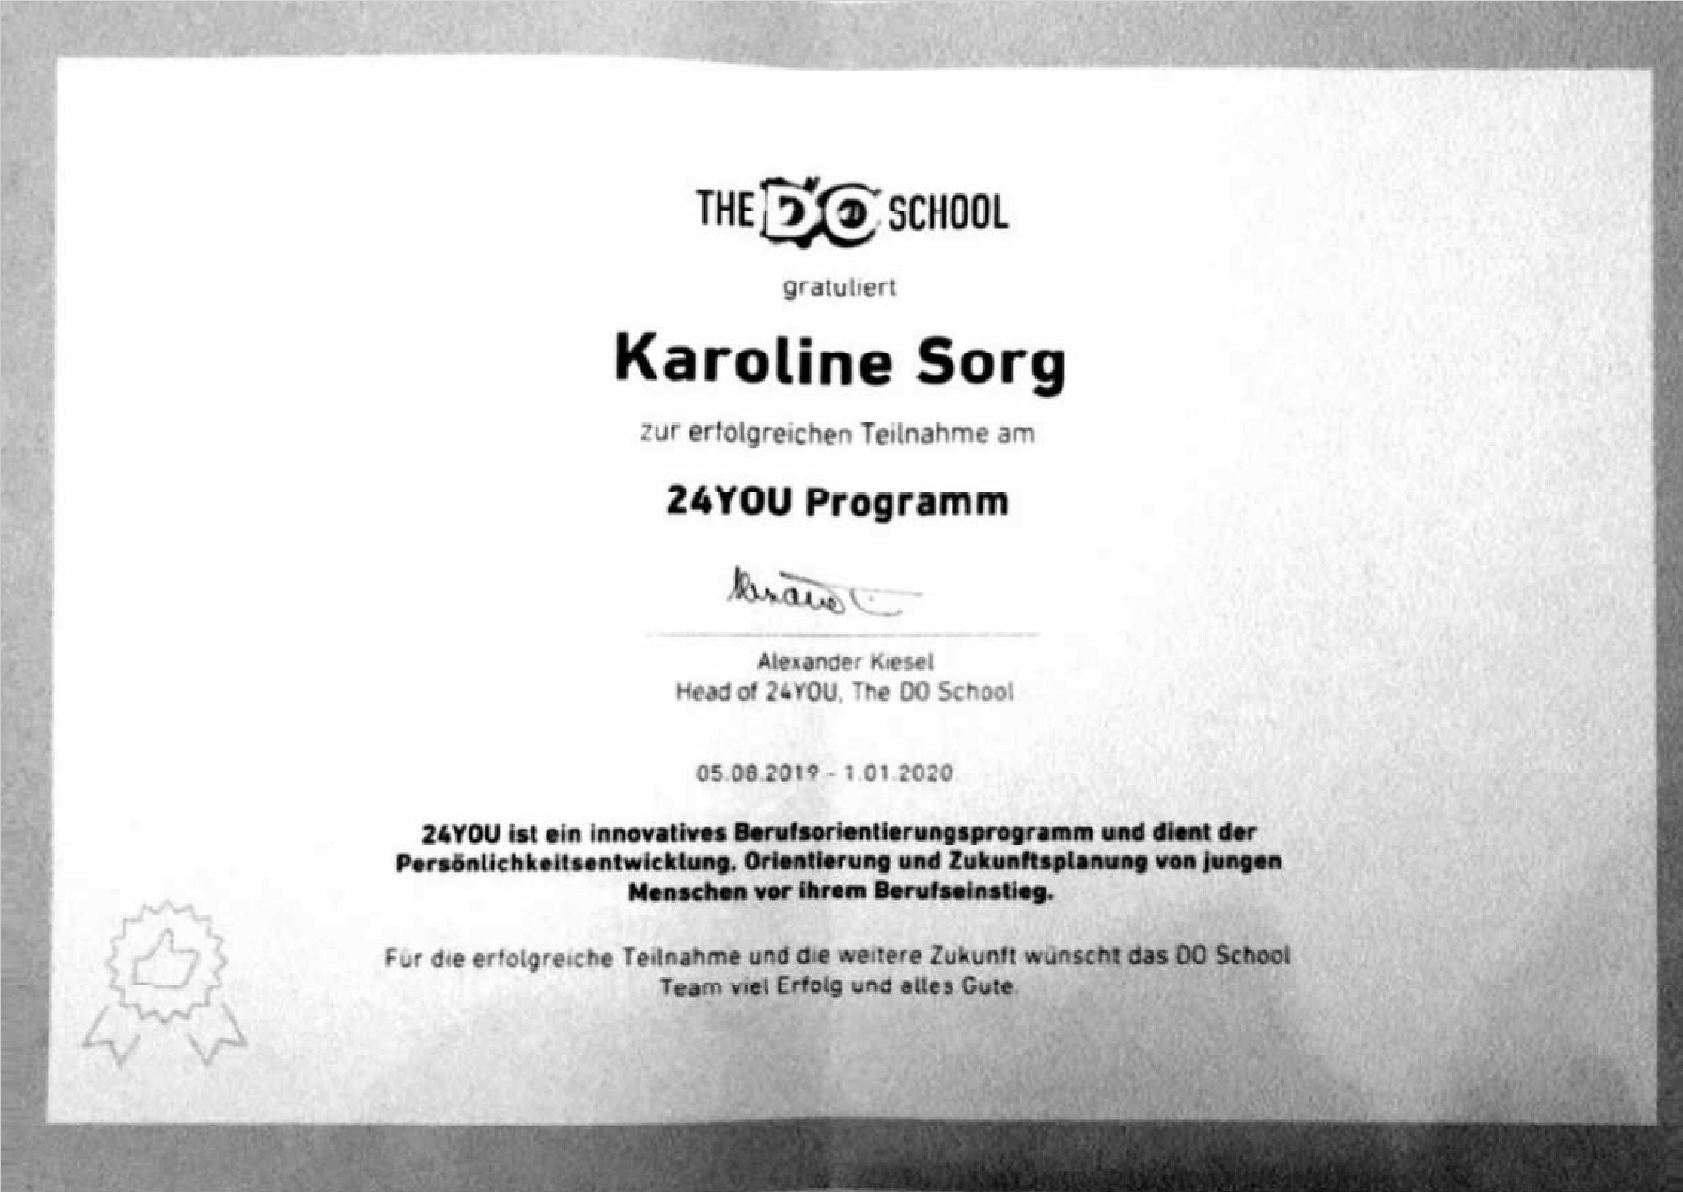 THE DO SCHOOL
gratuliert
Karoline Sorg
zur erfolgreichen Teilnahme am
24YOU Programm
Alexander Kiesel
Head of 24YOU, The DO School
05.08.2019 - 1.01.2020
24YOU ist ein innovatives Berufsorientierungsprogramm und dient der
Persönlichkeitsentwicklung, Orientierung und Zukunftsplanung von jungen
Menschen vor ihrem Berufseinstieg.
Für die erfolgreiche Teilnahme und die weitere Zukunft wünscht das DO School
Team viel Erfolg und alles Gute.